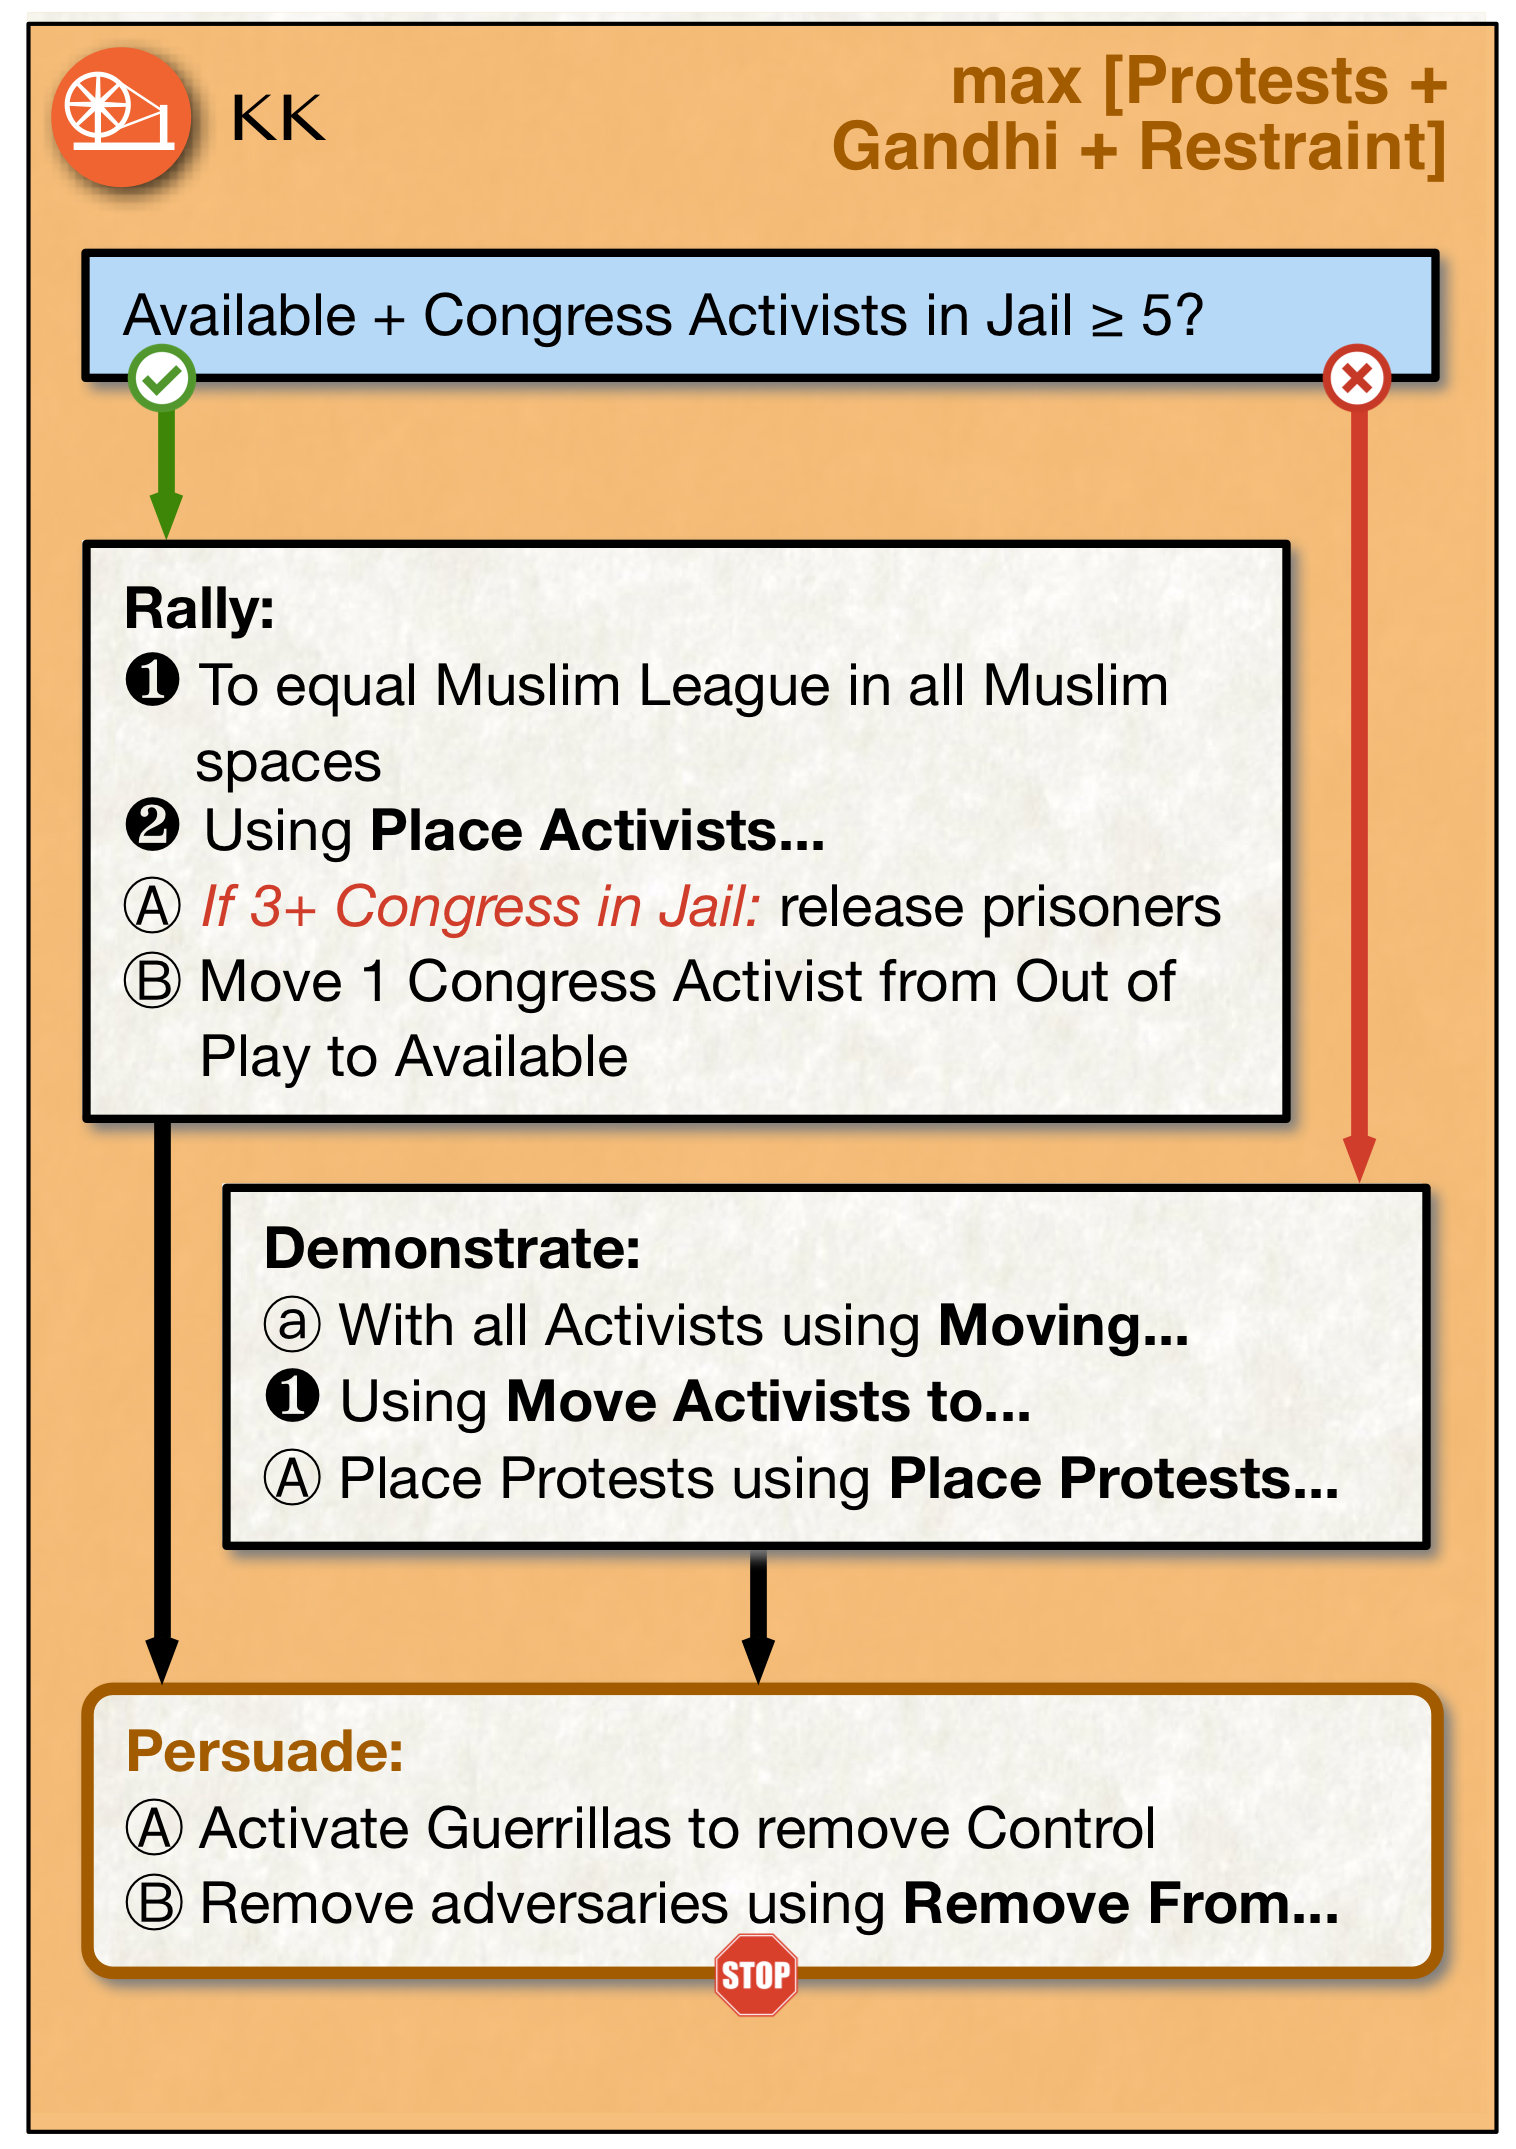 KK
max [Protests +
Gandhi + Restraint]
Available + Congress Activists in Jail ≥ 5?
Rally:
❶ To equal Muslim League in all Muslim
spaces
❷ Using Place Activists...
Ⓐ If 3+ Congress in Jail: release prisoners
Ⓑ Move 1 Congress Activist from Out of
Play to Available
Demonstrate:
ⓐ With all Activists using Moving...
❶ Using Move Activists to...
Ⓐ Place Protests using Place Protests...
Persuade:
Ⓐ Activate Guerrillas to remove Control
Ⓑ Remove adversaries using Remove From...
STOP